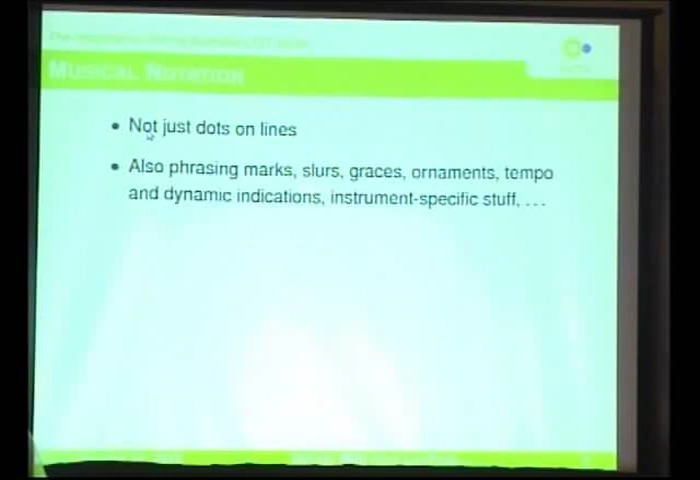 Musical Notation
Not just dots on lines
Also phrasing marks, slurs, graces, ornaments, tempo
and dynamic indications, instrument-specific stuff, ...